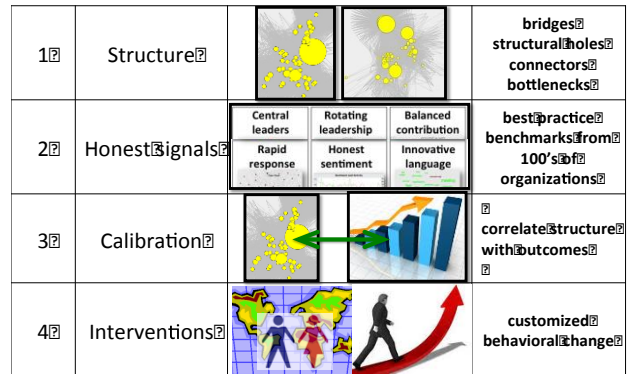 1⍰
Structure⍰
bridges⍰
structural⍰holes⍰
connectors⍰
bottlenecks⍰
2⍰
Honest⍰signals⍰
Central
leaders
Rotating
leadership
Balanced
contribution
Rapid
response
Honest
sentiment
Innovative
language
best⍰practice⍰
benchmarks⍰from⍰
100's⍰of⍰
organizations⍰
3⍰
Calibration⍰
⍰
correlate⍰structure⍰
with⍰outcomes⍰
⍰
4⍰
Interventions⍰
customized⍰
behavioral⍰change⍰